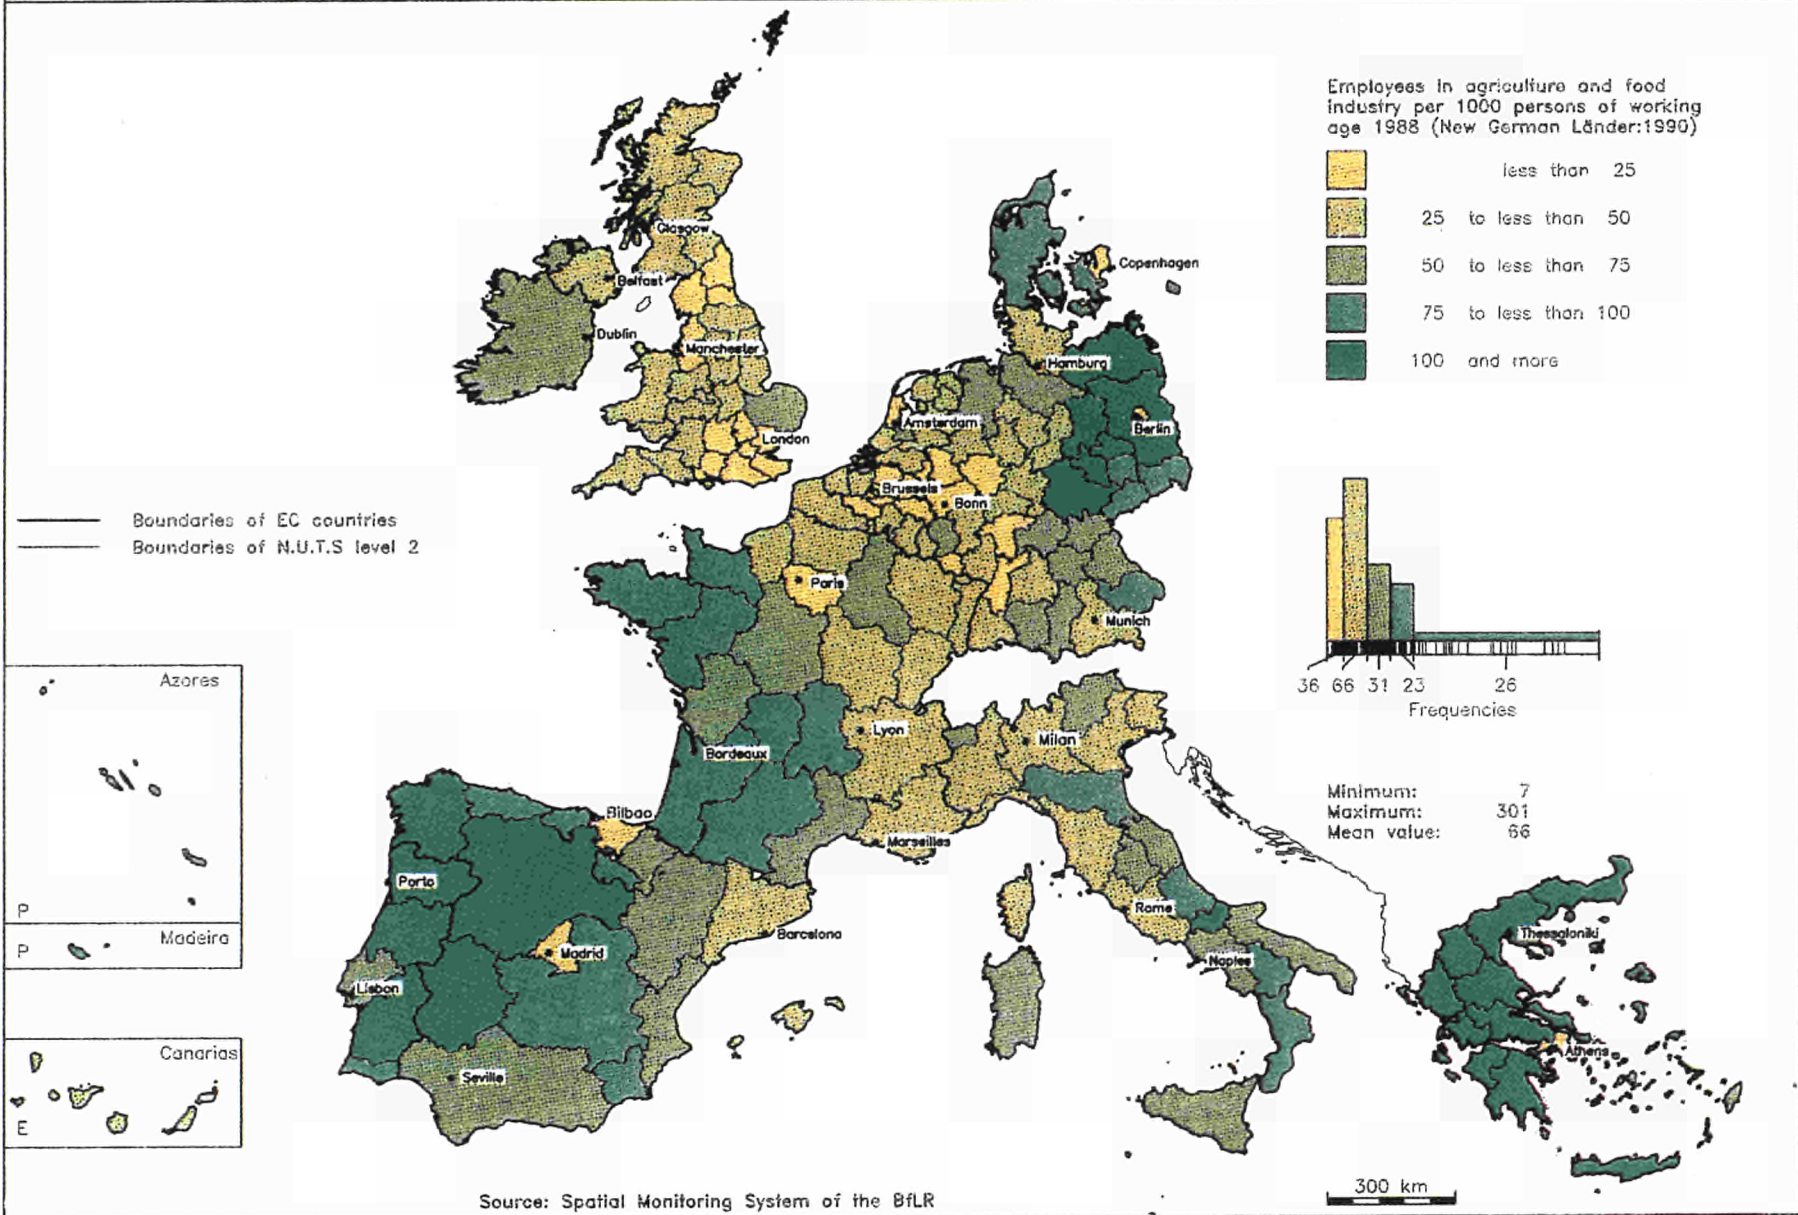 Employees in agriculture and food
industry per 1000 persons of working
age 1988 (New German Länder:1990)
less than 25
25 to less than 50
50 to less than 75
75 to less than 100
100 and more
Glasgow
Belfast
Dublin
Manchester
London
Copenhagen
Hamburg
Berlin
Amsterdam
Brussels
Bonn
Paris
Munich
Lyon
Milan
Bordeaux
Bilbao
Marseilles
Porto
Rome
Barcelona
Madrid
Naples
Thessaloniki
Lisbon
Seville
Athens
Boundaries of EC countries
Boundaries of N.U.T.S level 2
Azores
P
Madeira
P
Canarias
E
36 66 31 23 26
Frequencies
Minimum: 7
Maximum: 301
Mean value: 66
300 km
Source: Spatial Monitoring System of the BfLR